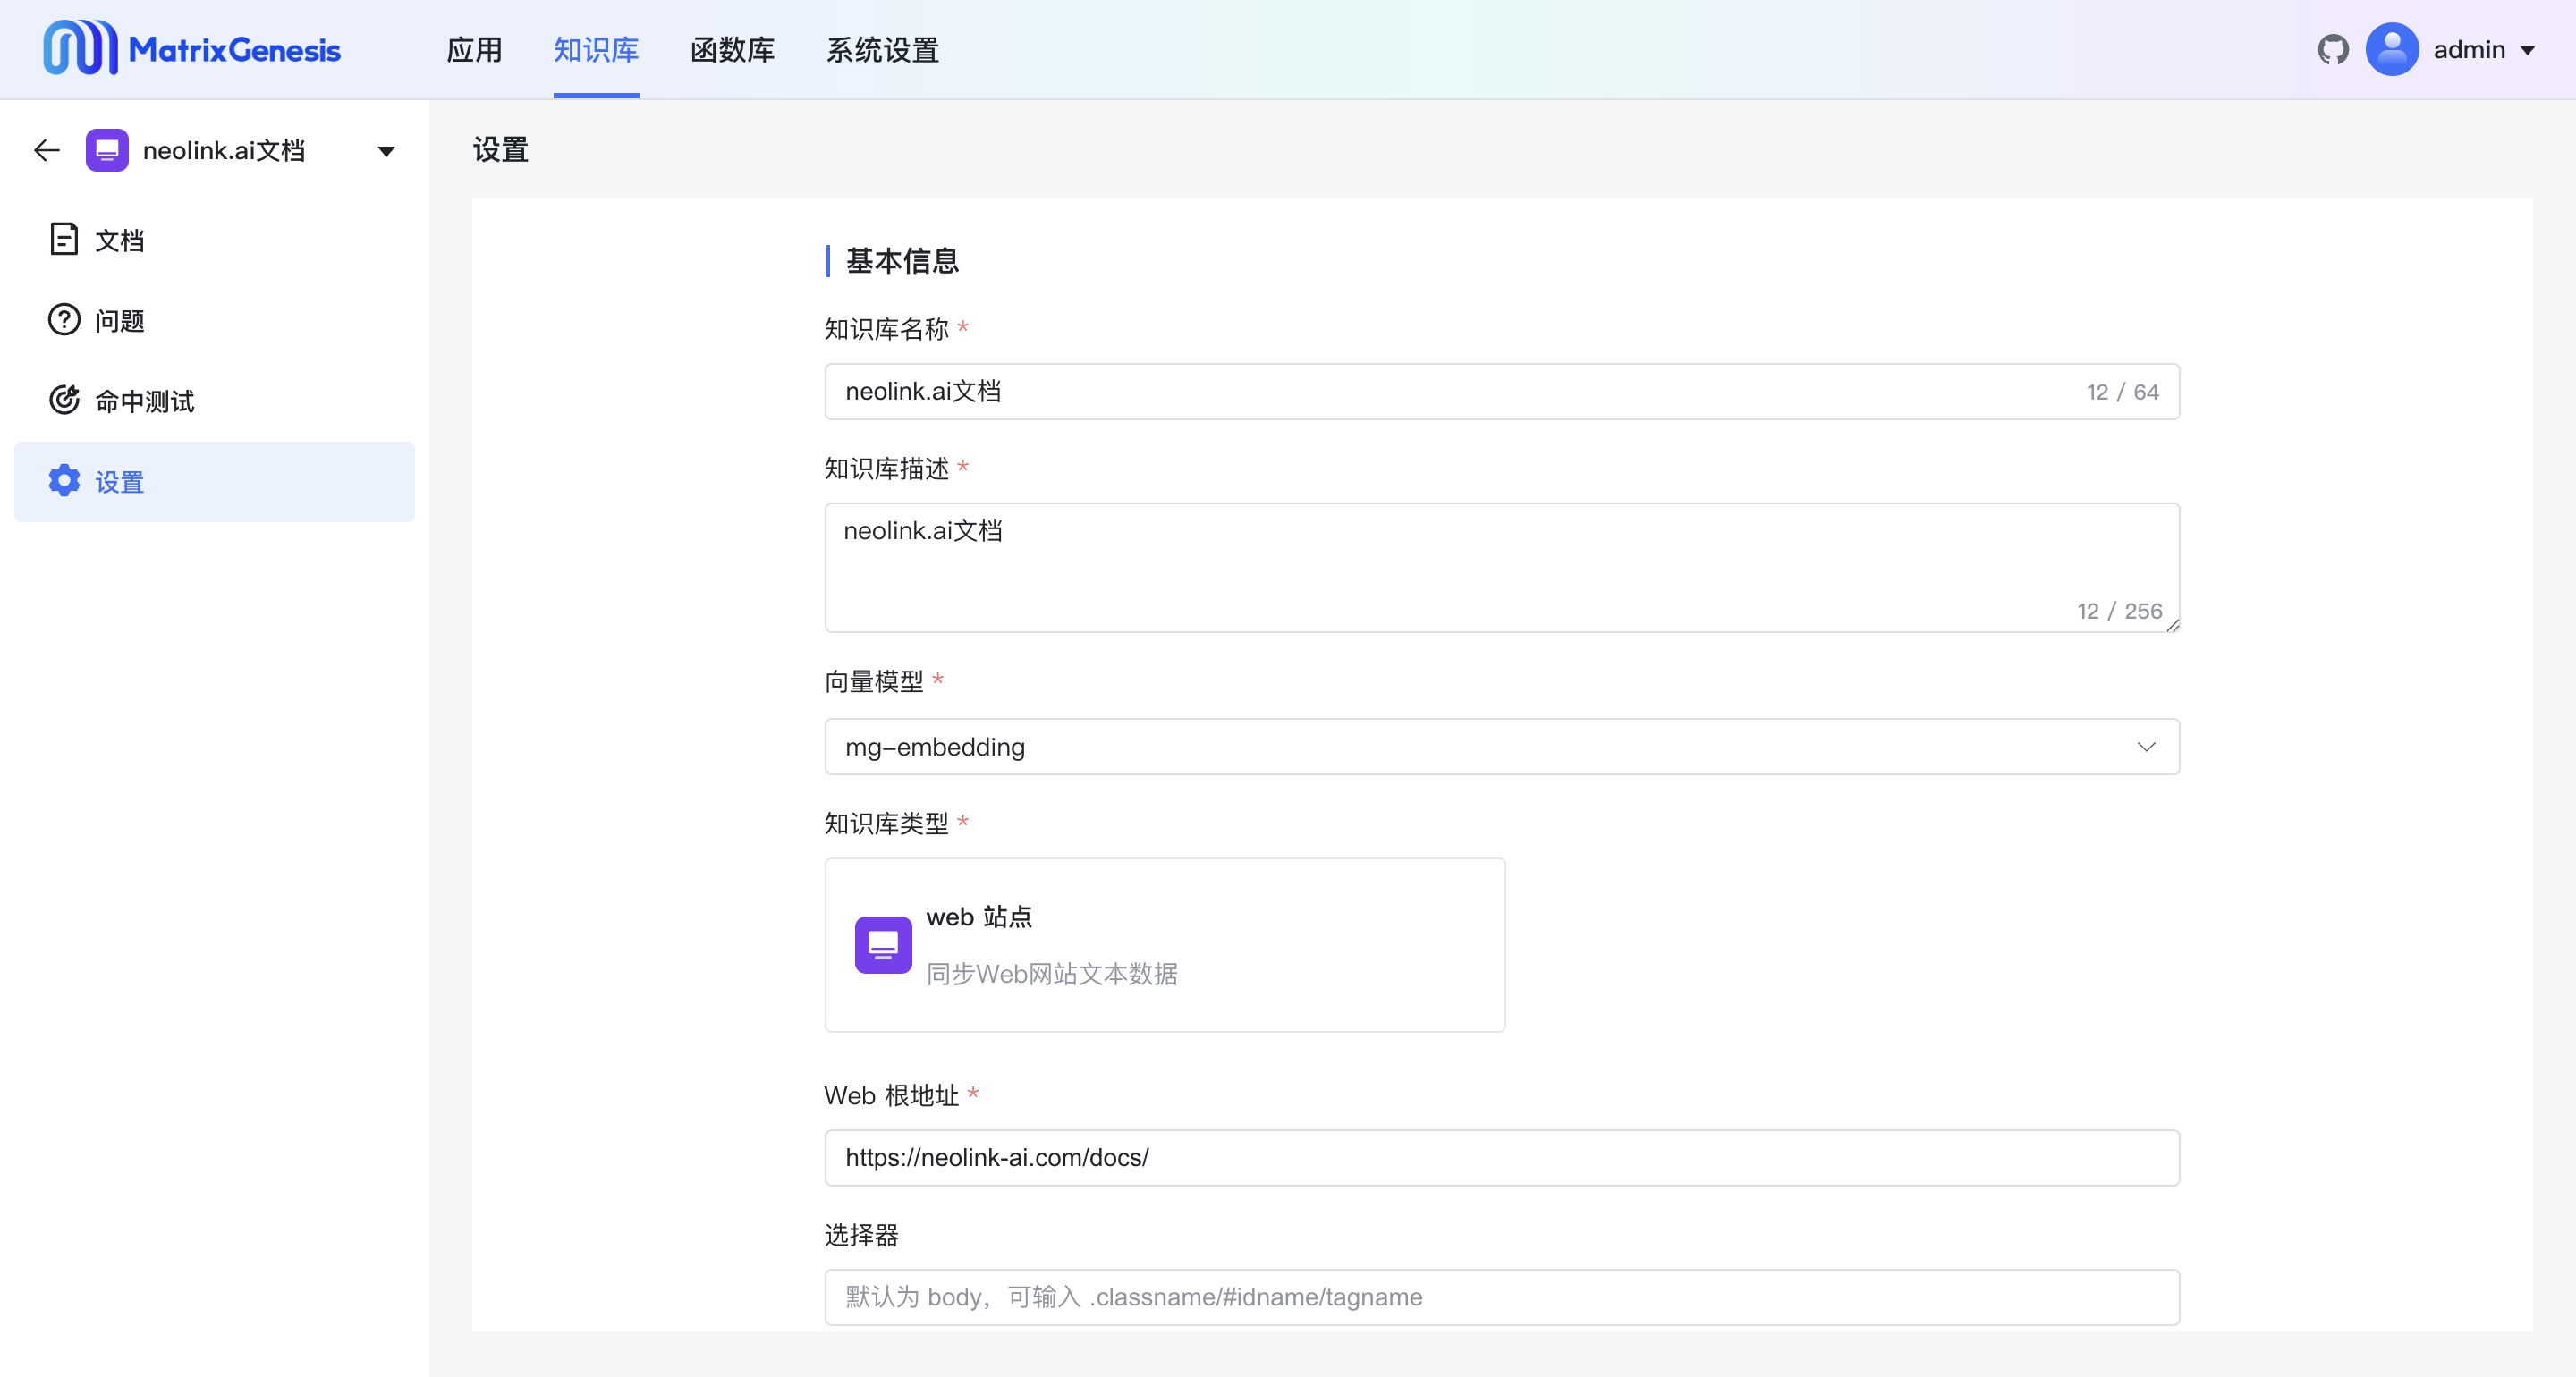 MatrixGenesis 应用 知识库 函数库 系统设置 admin
neolink.ai文档
文档
问题
命中测试
设置
设置
基本信息
知识库名称 *
neolink.ai文档 12 / 64
知识库描述 *
neolink.ai文档
12 / 256
向量模型 *
mg-embedding
知识库类型 *
web 站点
同步Web网站文本数据
Web 根地址 *
https://neolink-ai.com/docs/
选择器
默认为 body，可输入 .classname/#idname/tagname